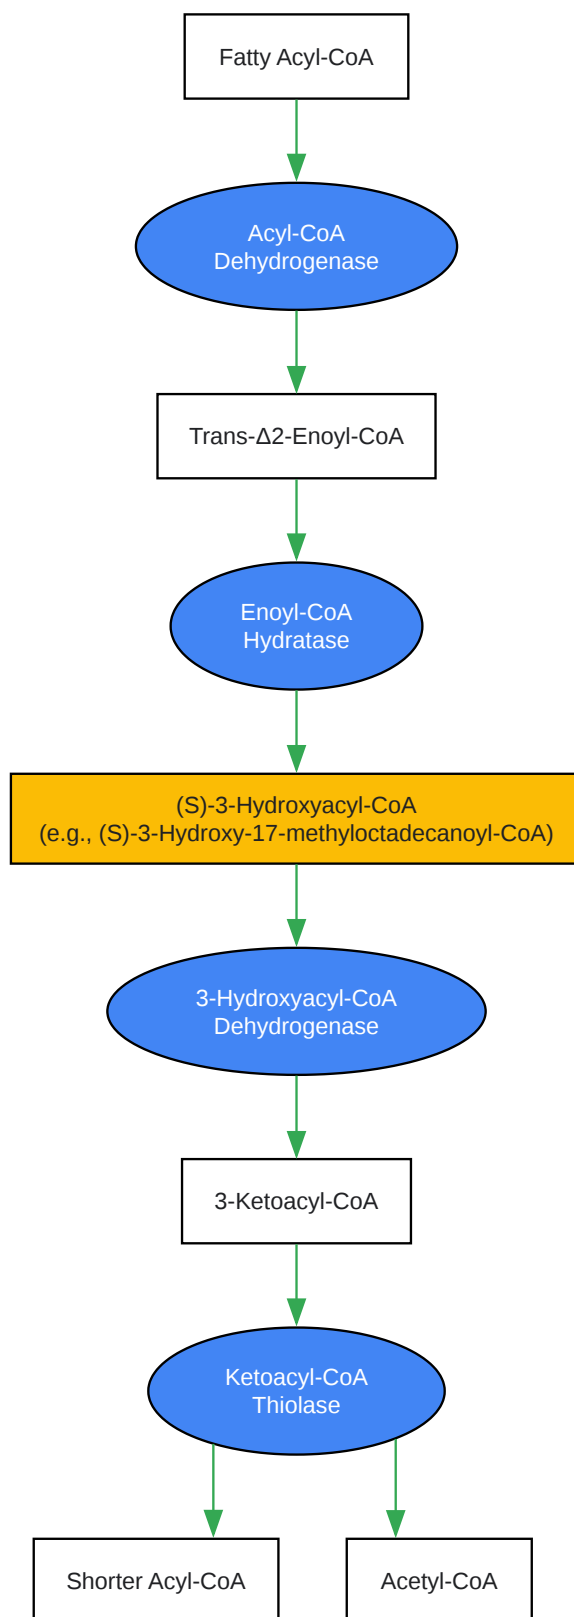 Fatty Acyl-CoA
Acyl-CoA
Dehydrogenase
Trans-Δ2-Enoyl-CoA
Enoyl-CoA
Hydratase
(S)-3-Hydroxyacyl-CoA
(e.g., (S)-3-Hydroxy-17-methyloctadecanoyl-CoA)
3-Hydroxyacyl-CoA
Dehydrogenase
3-Ketoacyl-CoA
Ketoacyl-CoA
Thiolase
Shorter Acyl-CoA
Acetyl-CoA